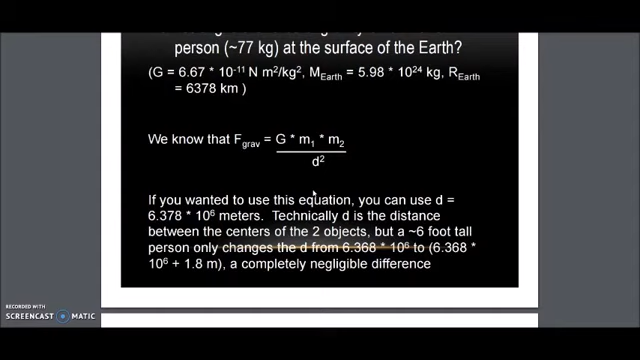 person (~77 kg) at the surface of the Earth?
(G = 6.67 * 10⁻¹¹ N m²/kg², M_Earth = 5.98 * 10²⁴ kg, R_Earth
= 6378 km )
We know that F_grav = G * m₁ * m₂
d²
If you wanted to use this equation, you can use d =
6.378 * 10⁶ meters. Technically d is the distance
between the centers of the 2 objects, but a ~6 foot tall
person only changes the d from 6.368 * 10⁶ to (6.368 *
10⁶ + 1.8 m), a completely negligible difference
RECORDED WITH
SCREENCAST MATIC